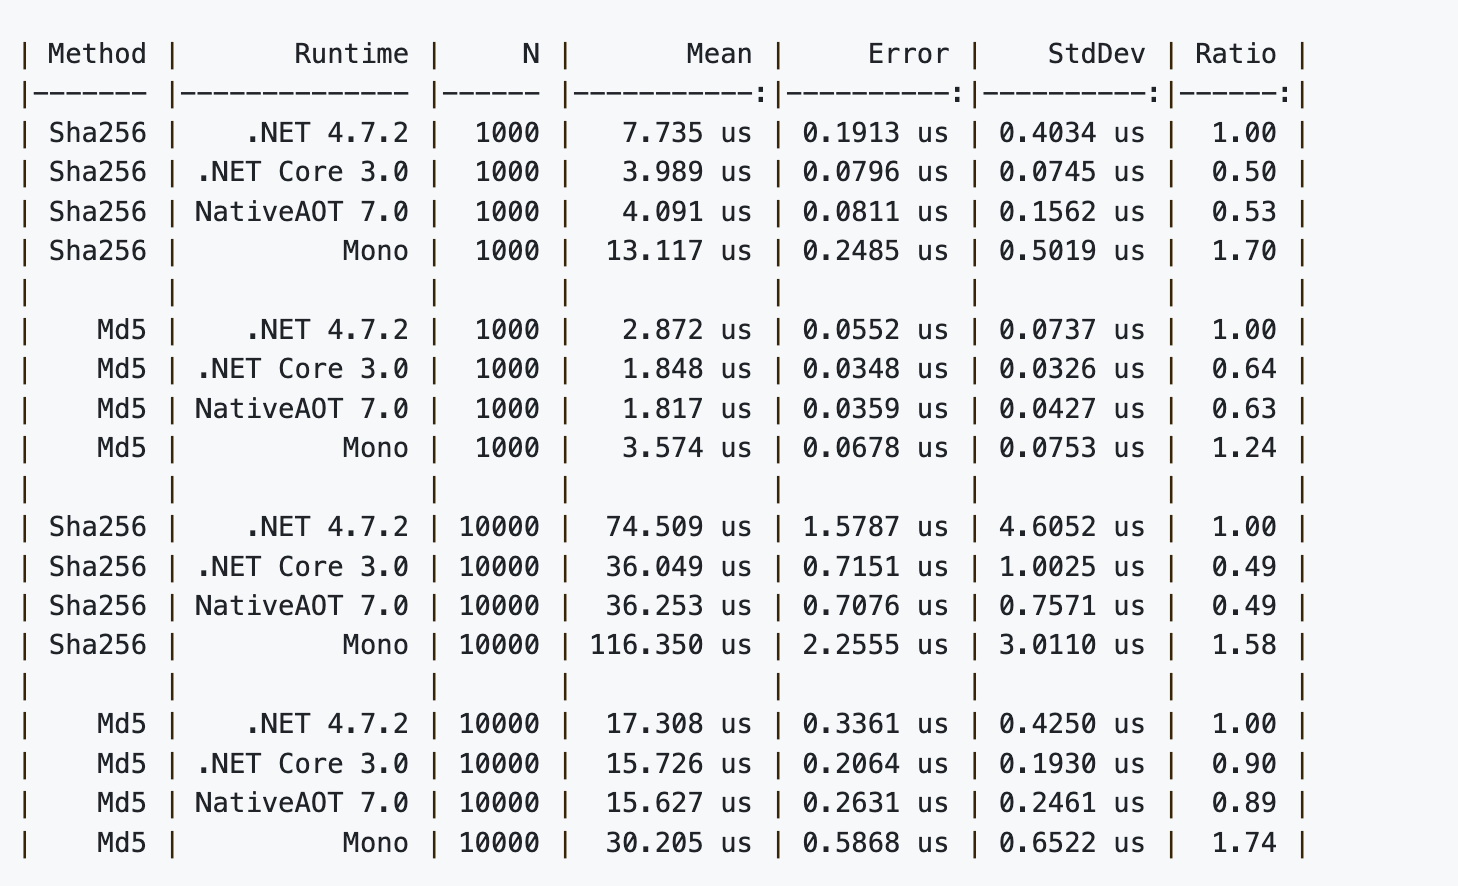 | Method |       Runtime |     N |       Mean |     Error |    StdDev | Ratio |
|------- |-------------- |------ |-----------:|----------:|----------:|------:|
| Sha256 |    .NET 4.7.2 |  1000 |   7.735 us | 0.1913 us | 0.4034 us |  1.00 |
| Sha256 | .NET Core 3.0 |  1000 |   3.989 us | 0.0796 us | 0.0745 us |  0.50 |
| Sha256 | NativeAOT 7.0 |  1000 |   4.091 us | 0.0811 us | 0.1562 us |  0.53 |
| Sha256 |          Mono |  1000 |  13.117 us | 0.2485 us | 0.5019 us |  1.70 |
|        |               |       |            |           |           |       |
|    Md5 |    .NET 4.7.2 |  1000 |   2.872 us | 0.0552 us | 0.0737 us |  1.00 |
|    Md5 | .NET Core 3.0 |  1000 |   1.848 us | 0.0348 us | 0.0326 us |  0.64 |
|    Md5 | NativeAOT 7.0 |  1000 |   1.817 us | 0.0359 us | 0.0427 us |  0.63 |
|    Md5 |          Mono |  1000 |   3.574 us | 0.0678 us | 0.0753 us |  1.24 |
|        |               |       |            |           |           |       |
| Sha256 |    .NET 4.7.2 | 10000 |  74.509 us | 1.5787 us | 4.6052 us |  1.00 |
| Sha256 | .NET Core 3.0 | 10000 |  36.049 us | 0.7151 us | 1.0025 us |  0.49 |
| Sha256 | NativeAOT 7.0 | 10000 |  36.253 us | 0.7076 us | 0.7571 us |  0.49 |
| Sha256 |          Mono | 10000 | 116.350 us | 2.2555 us | 3.0110 us |  1.58 |
|        |               |       |            |           |           |       |
|    Md5 |    .NET 4.7.2 | 10000 |  17.308 us | 0.3361 us | 0.4250 us |  1.00 |
|    Md5 | .NET Core 3.0 | 10000 |  15.726 us | 0.2064 us | 0.1930 us |  0.90 |
|    Md5 | NativeAOT 7.0 | 10000 |  15.627 us | 0.2631 us | 0.2461 us |  0.89 |
|    Md5 |          Mono | 10000 |  30.205 us | 0.5868 us | 0.6522 us |  1.74 |